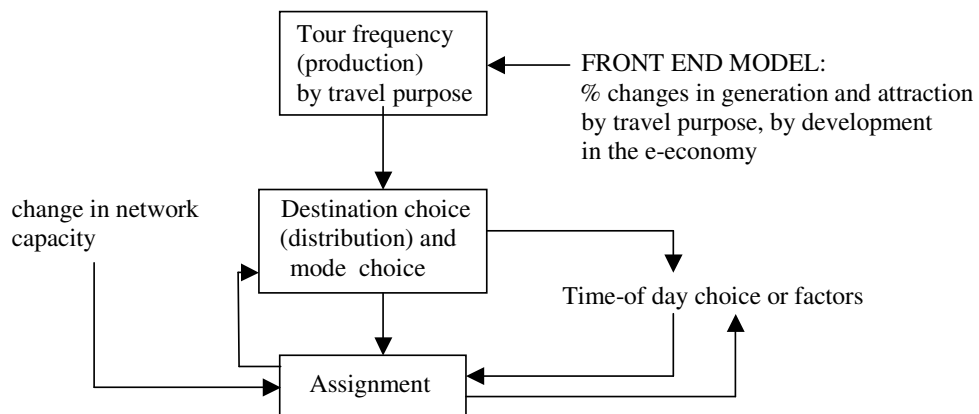 Tour frequency
(production)
by travel purpose
FRONT END MODEL:
% changes in generation and attraction
by travel purpose, by development
in the e-economy
change in network
capacity
Destination choice
(distribution) and
mode choice
Time-of day choice or factors
Assignment